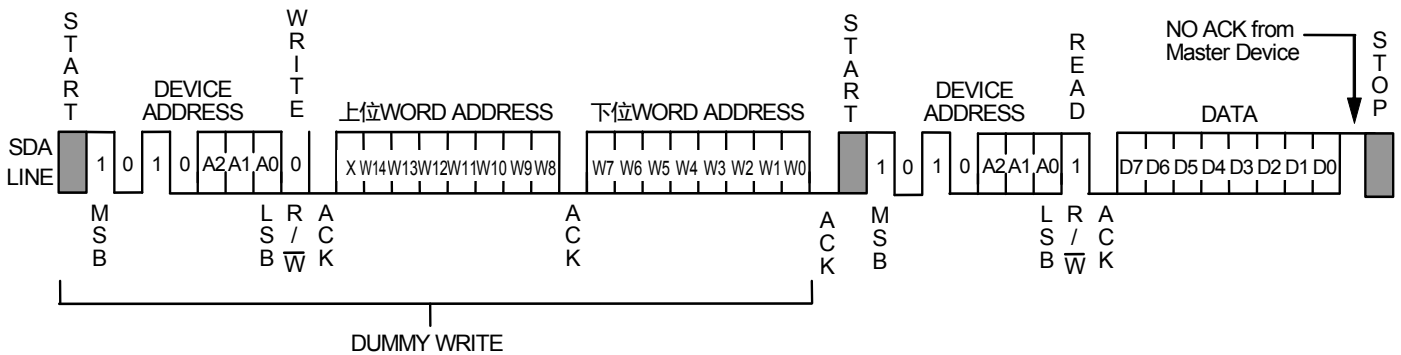 START
WRITE
START
READ
NO ACK from
Master Device
STOP
DEVICE
ADDRESS
上位WORD ADDRESS
下位WORD ADDRESS
DEVICE
ADDRESS
DATA
SDA
LINE
1 0 1 0 A2 A1 A0 0 X W14 W13 W12 W11 W10 W9 W8 W7 W6 W5 W4 W3 W2 W1 W0 1 0 1 0 A2 A1 A0 1 D7 D6 D5 D4 D3 D2 D1 D0
MSB
LSB
R/W̅
ACK
ACK
ACK
MSB
LSB
R/W̅
ACK
DUMMY WRITE